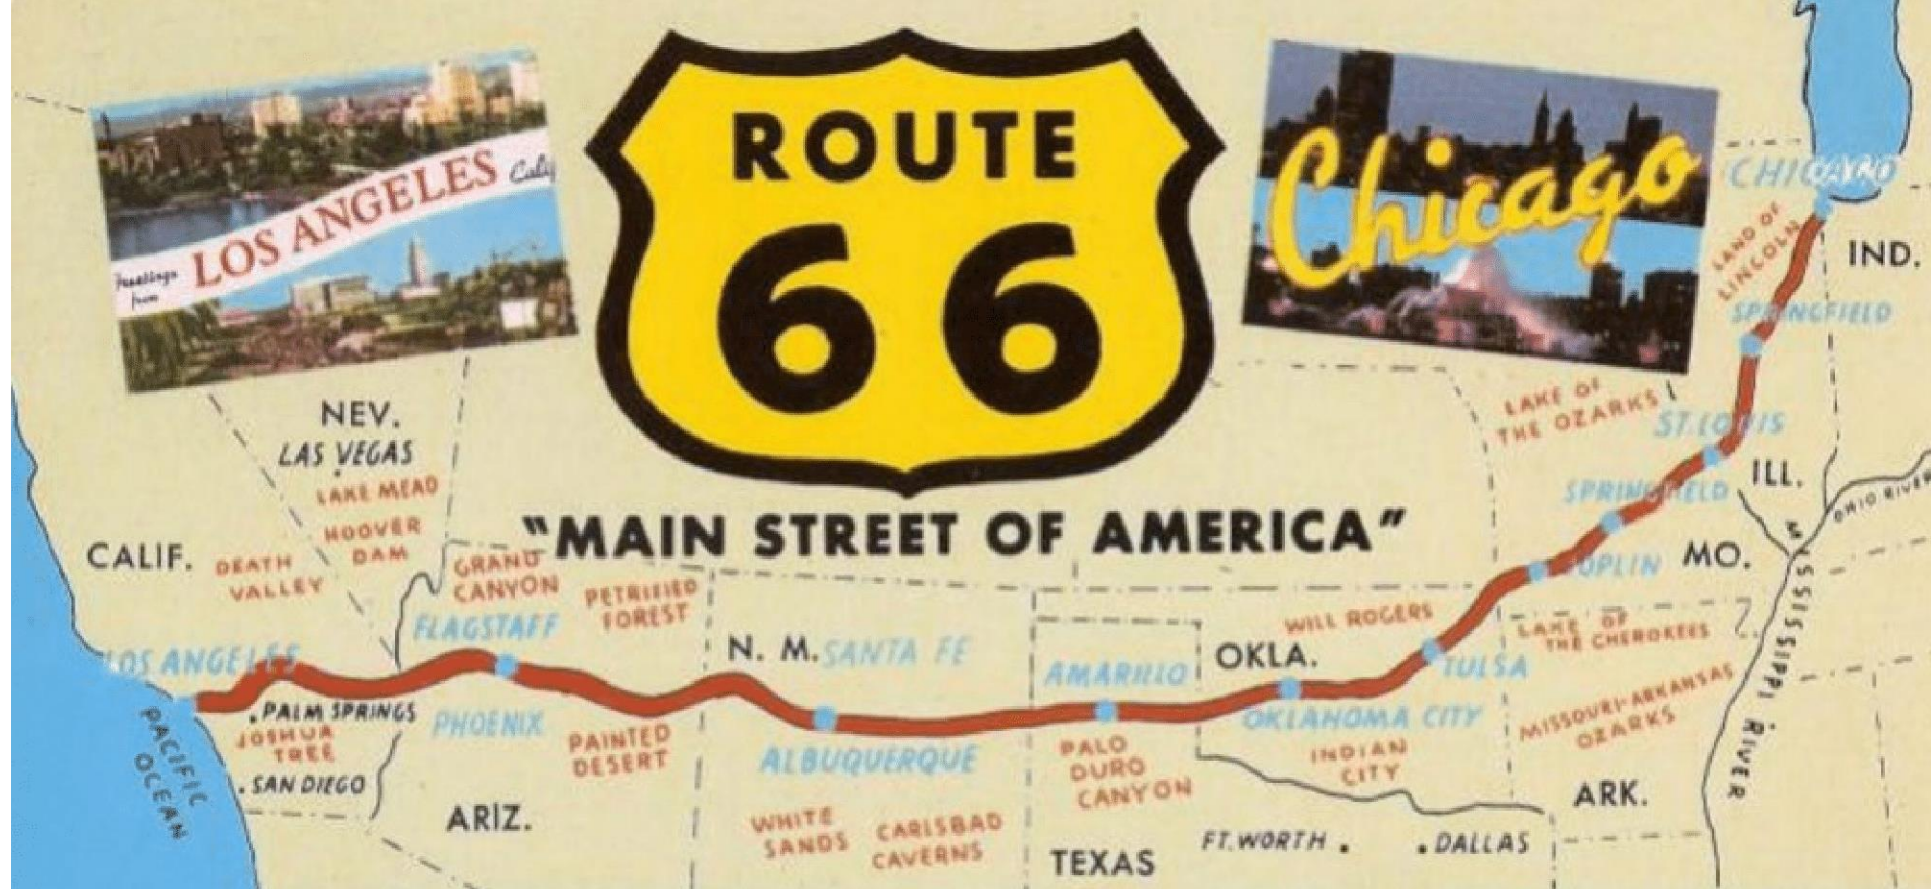 Greetings
from
LOS ANGELES
Calif
ROUTE
66
Chicago
CHICAGO
LAND OF
LINCOLN
IND.
SPRINGFIELD
NEV.
LAS VEGAS
LAKE MEAD
HOOVER
DAM
LAKE OF
THE OZARKS
ST. LOUIS
ILL.
SPRINGFIELD
OHIO RIVER
"MAIN STREET OF AMERICA"
CALIF.
DEATH
VALLEY
GRAND
CANYON
PETRIFIED
FOREST
JOPLIN
MO.
MISSISSIPPI RIVER
FLAGSTAFF
N. M.
SANTA FE
WILL ROGERS
LAKE OF
THE CHEROKEES
LOS ANGELES
AMARILLO
OKLA.
TULSA
PALM SPRINGS
JOSHUA
TREE
PHOENIX
PAINTED
DESERT
ALBUQUERQUE
OKLAHOMA CITY
MISSOURI-ARKANSAS
OZARKS
PACIFIC
OCEAN
SAN DIEGO
PALO
DURO
CANYON
INDIAN
CITY
ARIZ.
WHITE
SANDS
CARLSBAD
CAVERNS
ARK.
TEXAS
FT. WORTH
DALLAS